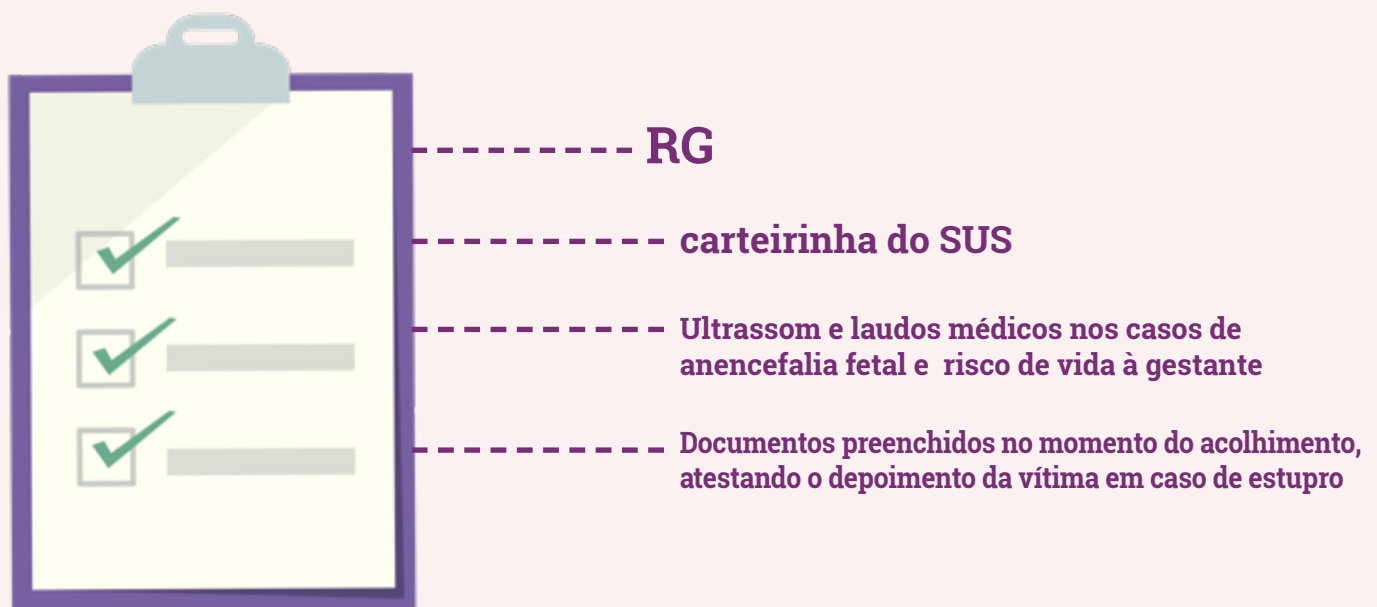 RG
carteirinha do SUS
Ultrassom e laudos médicos nos casos de
anencefalia fetal e  risco de vida à gestante
Documentos preenchidos no momento do acolhimento,
atestando o depoimento da vítima em caso de estupro